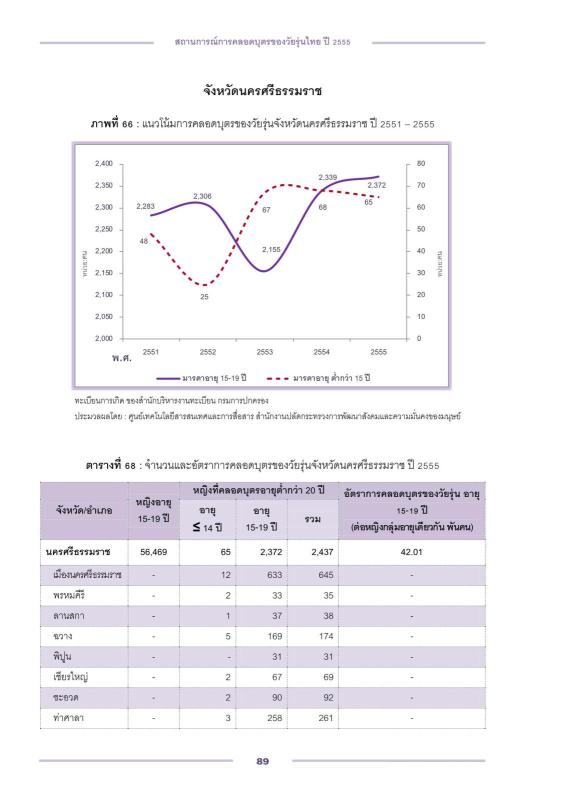 สถานการณ์การคลอดบุตรของวัยรุ่นไทย ปี 2555
จังหวัดนครศรีธรรมราช
ภาพที่ 66 : แนวโน้มการคลอดบุตรของวัยรุ่นจังหวัดนครศรีธรรมราช ปี 2551 – 2555
2,400 80
2,350 70
2,300 60
2,250 50
2,200 40
2,150 30
2,100 20
2,050 10
2,000 0
หน่วย:คน
หน่วย:คน
2,283 2,306 2,155 2,339 2,372
48 25 67 68 65
พ.ศ. 2551 2552 2553 2554 2555
มารดาอายุ 15-19 ปี มารดาอายุ ต่ำกว่า 15 ปี
ทะเบียนการเกิด ของสำนักบริหารงานทะเบียน กรมการปกครอง
ประมวลผลโดย : ศูนย์เทคโนโลยีสารสนเทศและการสื่อสาร สำนักงานปลัดกระทรวงการพัฒนาสังคมและความมั่นคงของมนุษย์
ตารางที่ 68 : จำนวนและอัตราการคลอดบุตรของวัยรุ่นจังหวัดนครศรีธรรมราช ปี 2555
จังหวัด/อำเภอ
หญิงอายุ
15-19 ปี
หญิงที่คลอดบุตรอายุต่ำกว่า 20 ปี
อายุ
≤ 14 ปี
อายุ
15-19 ปี
รวม
อัตราการคลอดบุตรของวัยรุ่น อายุ
15-19 ปี
(ต่อหญิงกลุ่มอายุเดียวกัน พันคน)
นครศรีธรรมราช 56,469 65 2,372 2,437 42.01
เมืองนครศรีธรรมราช - 12 633 645 -
พรหมคีรี - 2 33 35 -
ลานสกา - 1 37 38 -
ฉวาง - 5 169 174 -
พิปูน - - 31 31 -
เชียรใหญ่ - 2 67 69 -
ชะอวด - 2 90 92 -
ท่าศาลา - 3 258 261 -
89